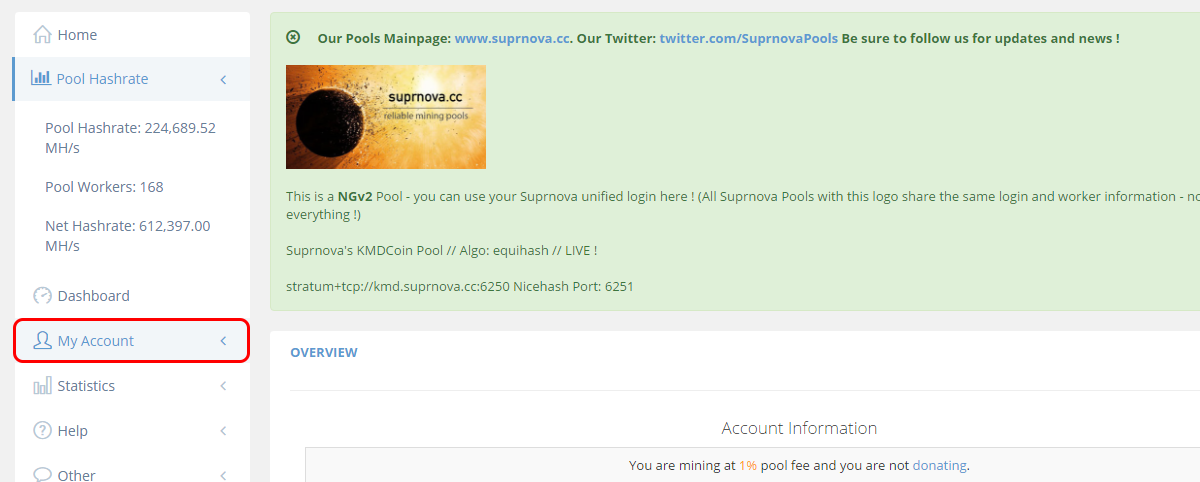 Home
Pool Hashrate
Pool Hashrate: 224,689.52
MH/s
Pool Workers: 168
Net Hashrate: 612,397.00
MH/s
Dashboard
My Account
Statistics
Help
Other
Our Pools Mainpage: www.suprnova.cc. Our Twitter: twitter.com/SuprnovaPools Be sure to follow us for updates and news !
suprnova.cc
reliable mining pools
This is a NGv2 Pool - you can use your Suprnova unified login here ! (All Suprnova Pools with this logo share the same login and worker information - no
everything !)
Suprnova's KMDCoin Pool // Algo: equihash // LIVE !
stratum+tcp://kmd.suprnova.cc:6250 Nicehash Port: 6251
OVERVIEW
Account Information
You are mining at 1% pool fee and you are not donating.